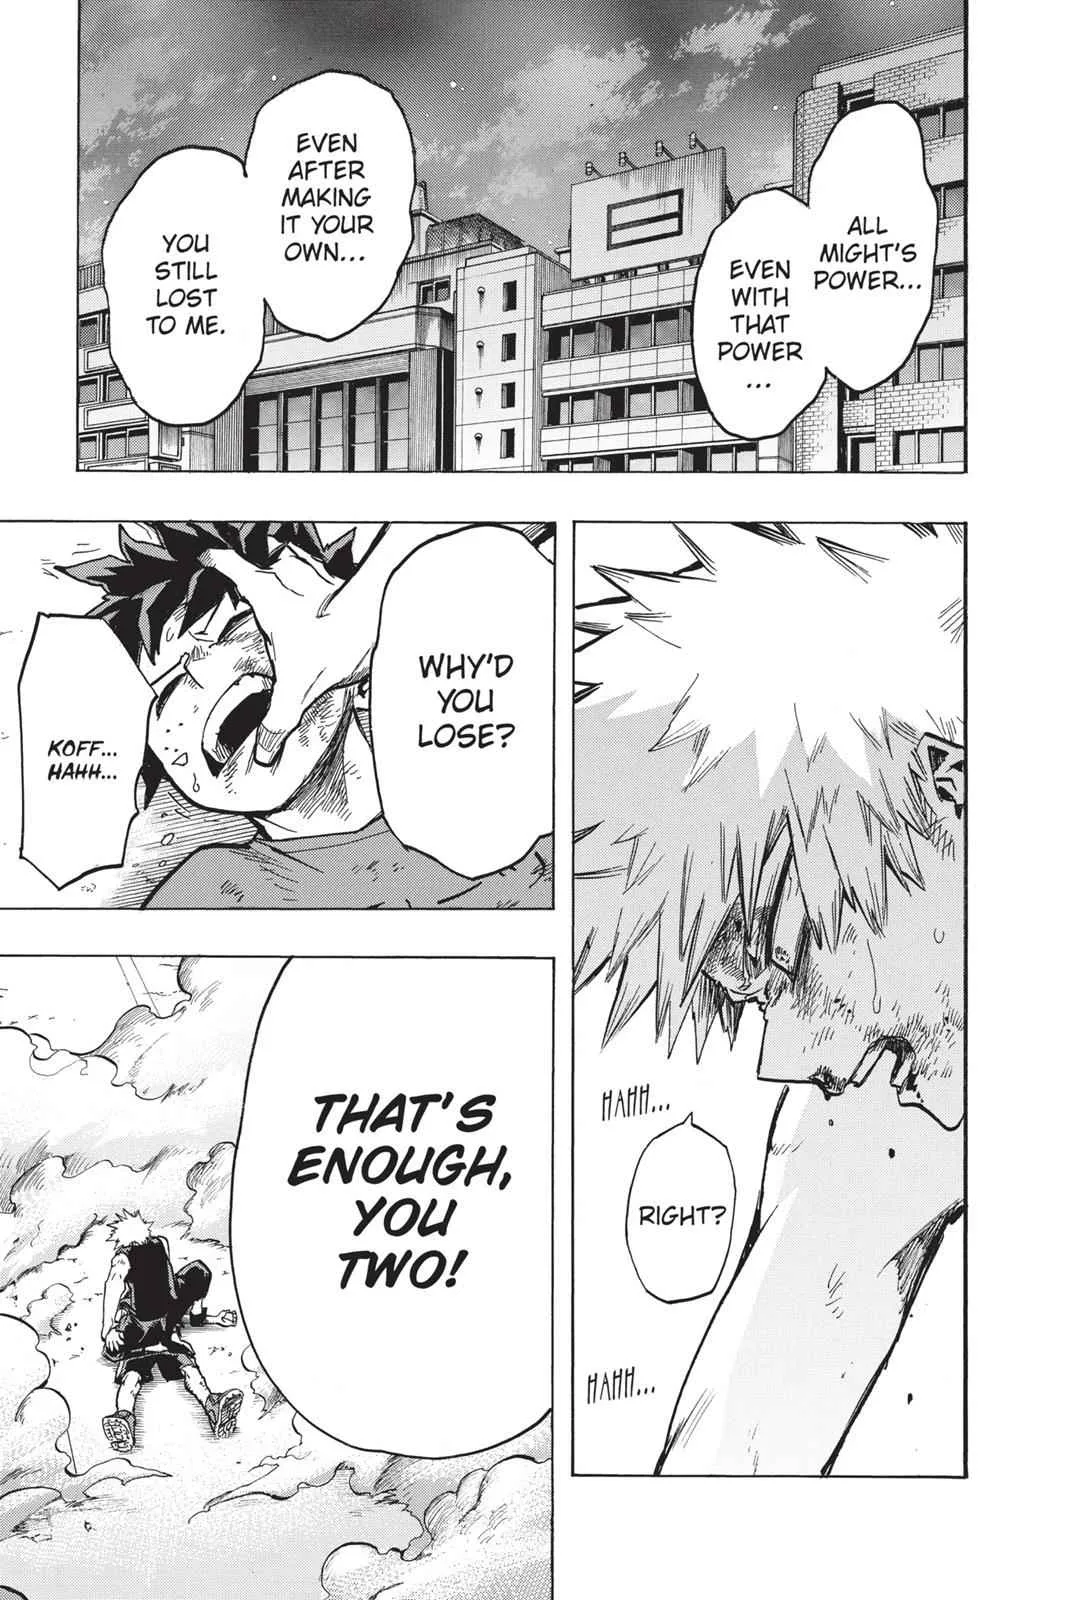 ALL
MIGHT'S
POWER...
EVEN
WITH
THAT
POWER
...
EVEN
AFTER
MAKING
IT YOUR
OWN...
YOU
STILL
LOST
TO ME.
HAHH...
RIGHT?
HAHH...
WHY'D
YOU
LOSE?
KOFF...
HAHH...
THAT'S
ENOUGH,
YOU
TWO!